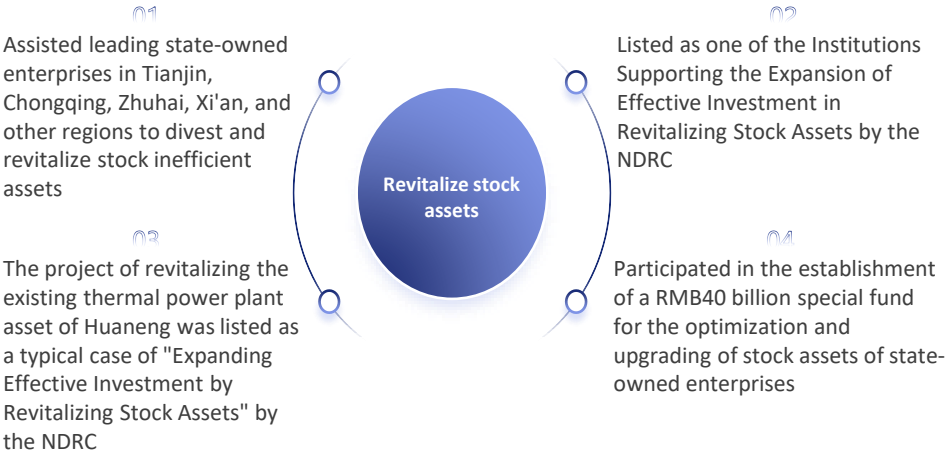 01
Assisted leading state-owned
enterprises in Tianjin,
Chongqing, Zhuhai, Xi'an, and
other regions to divest and
revitalize stock inefficient
assets
02
Listed as one of the Institutions
Supporting the Expansion of
Effective Investment in
Revitalizing Stock Assets by the
NDRC
Revitalize stock
assets
03
The project of revitalizing the
existing thermal power plant
asset of Huaneng was listed as
a typical case of "Expanding
Effective Investment by
Revitalizing Stock Assets" by
the NDRC
04
Participated in the establishment
of a RMB40 billion special fund
for the optimization and
upgrading of stock assets of state-
owned enterprises